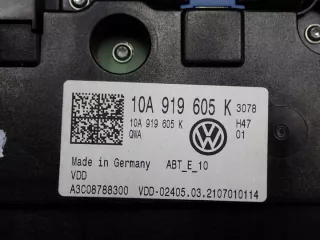 10A 919 605 K 3078
10A 919 605 K H47
QWA 01
Made in Germany ABT_E_10
VDD
A3C08788300 VDD-02405.03.2107010114